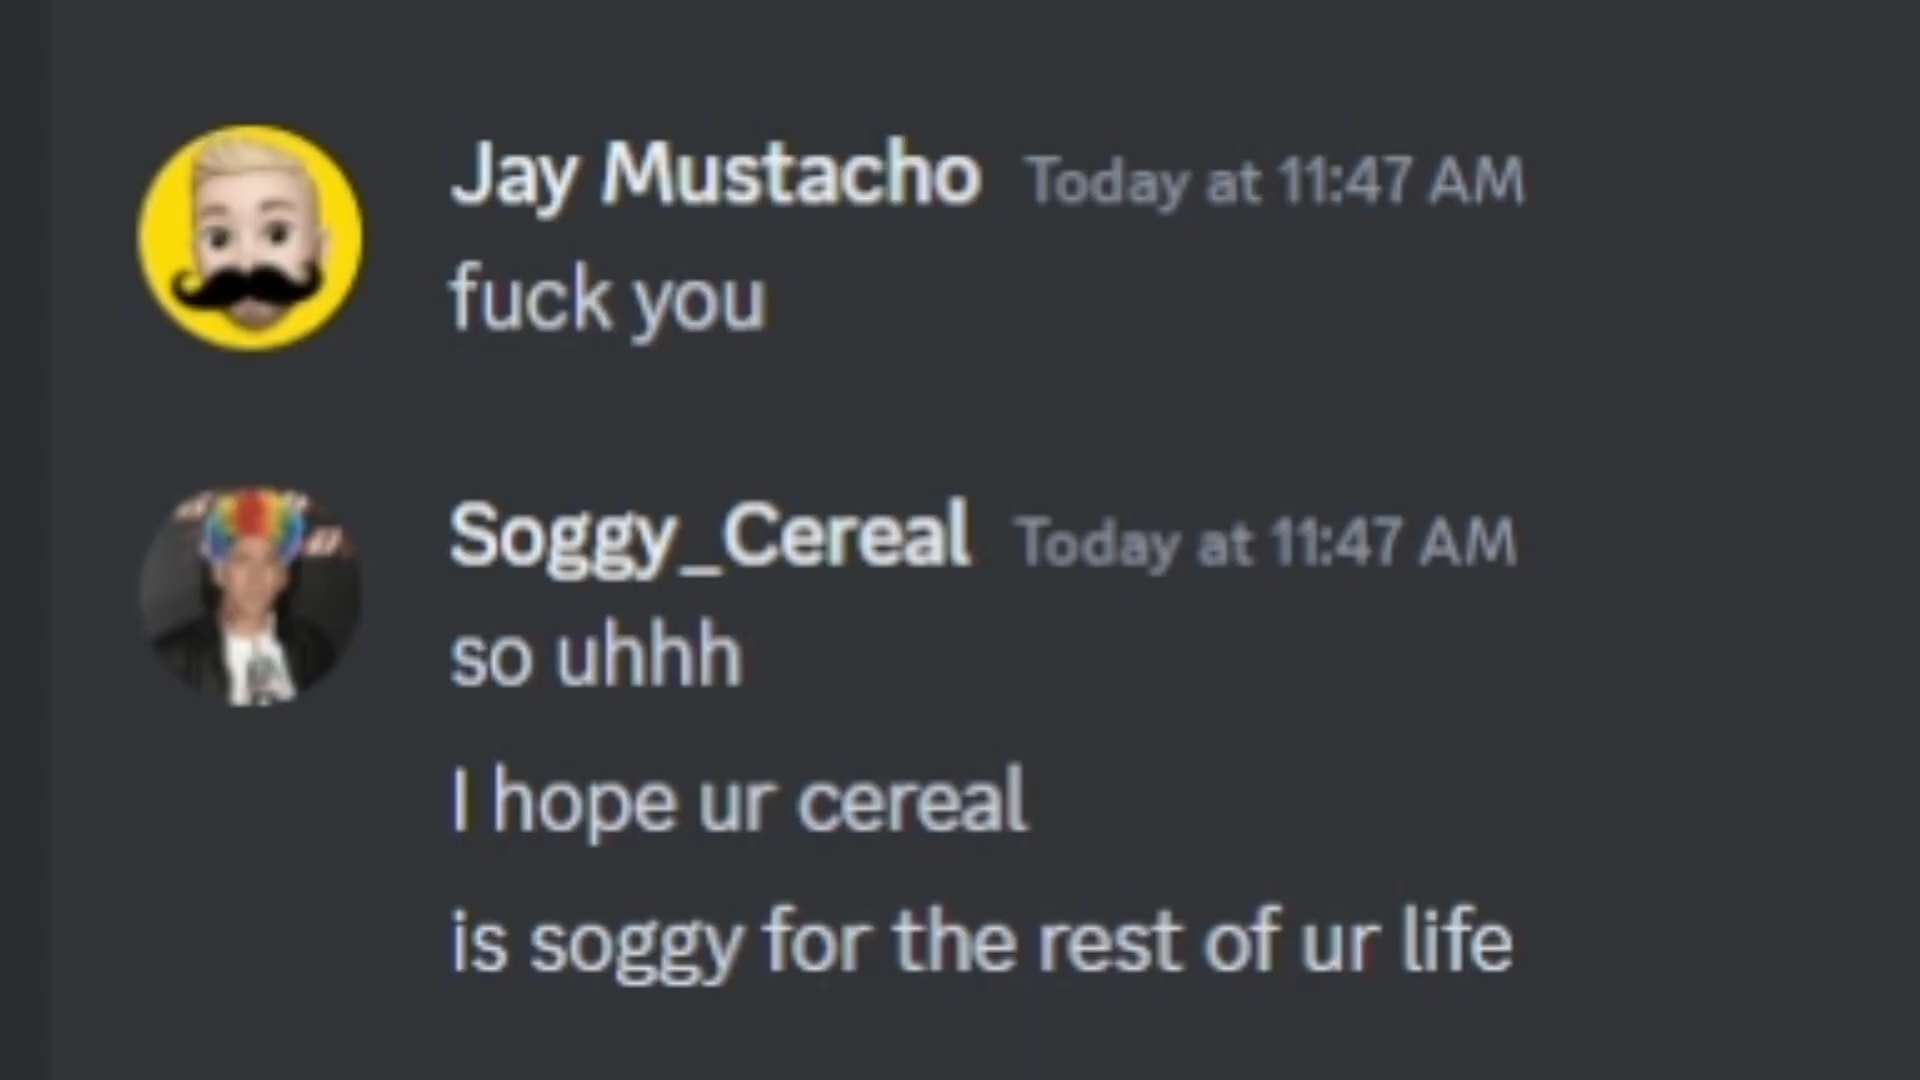 Jay Mustacho Today at 11:47 AM
fuck you
Soggy_Cereal Today at 11:47 AM
so uhhh
I hope ur cereal
is soggy for the rest of ur life